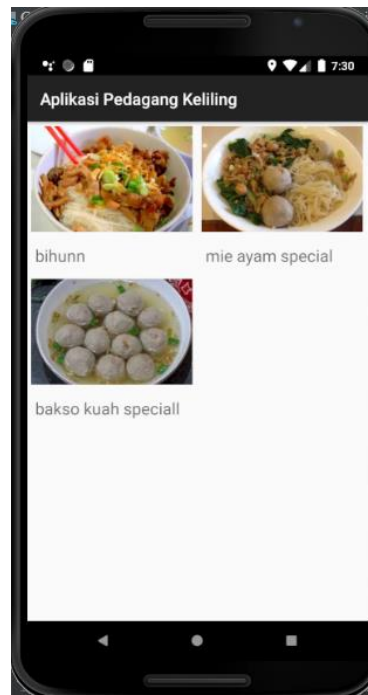 7:30
Aplikasi Pedagang Keliling
bihunn
mie ayam special
bakso kuah speciall